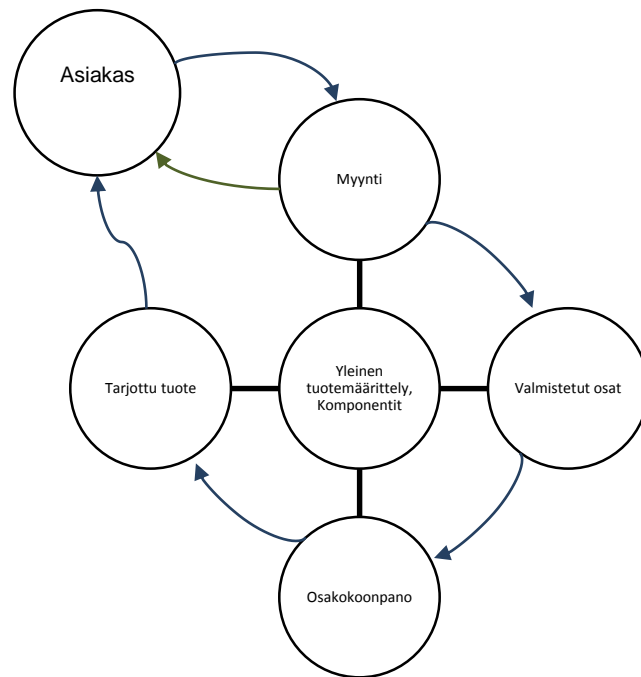 Asiakas
Myynti
Tarjottu tuote
Yleinen
tuotemäärittely,
Komponentit
Valmistetut osat
Osakokoonpano